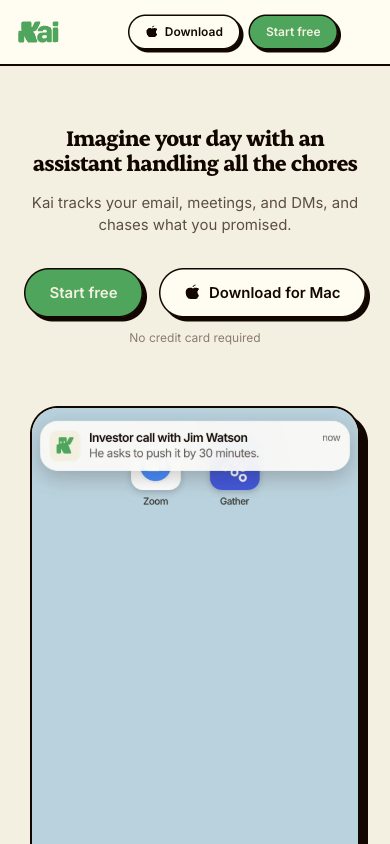 Kai
Download
Start free
Imagine your day with an
assistant handling all the chores
Kai tracks your email, meetings, and DMs, and
chases what you promised.
Start free
Download for Mac
No credit card required
Investor call with Jim Watson
now
He asks to push it by 30 minutes.
Zoom
Gather